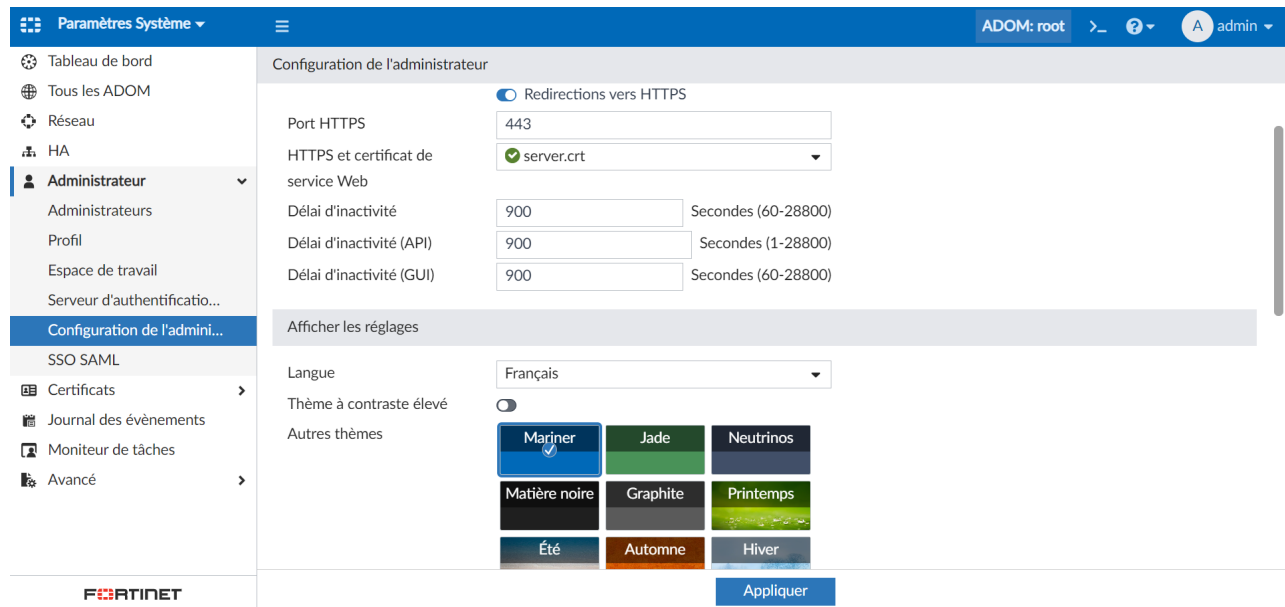 Paramètres Système
ADOM: root
>_
?
A admin
Tableau de bord
Tous les ADOM
Réseau
HA
Administrateur
Administrateurs
Profil
Espace de travail
Serveur d'authentificatio...
Configuration de l'admini...
SSO SAML
Certificats
Journal des évènements
Moniteur de tâches
Avancé
FORTINET
Configuration de l'administrateur
Redirections vers HTTPS
Port HTTPS 443
HTTPS et certificat de server.crt
service Web
Délai d'inactivité 900 Secondes (60-28800)
Délai d'inactivité (API) 900 Secondes (1-28800)
Délai d'inactivité (GUI) 900 Secondes (60-28800)
Afficher les réglages
Langue Français
Thème à contraste élevé
Autres thèmes
Mariner Jade Neutrinos
Matière noire Graphite Printemps
Été Automne Hiver
Appliquer